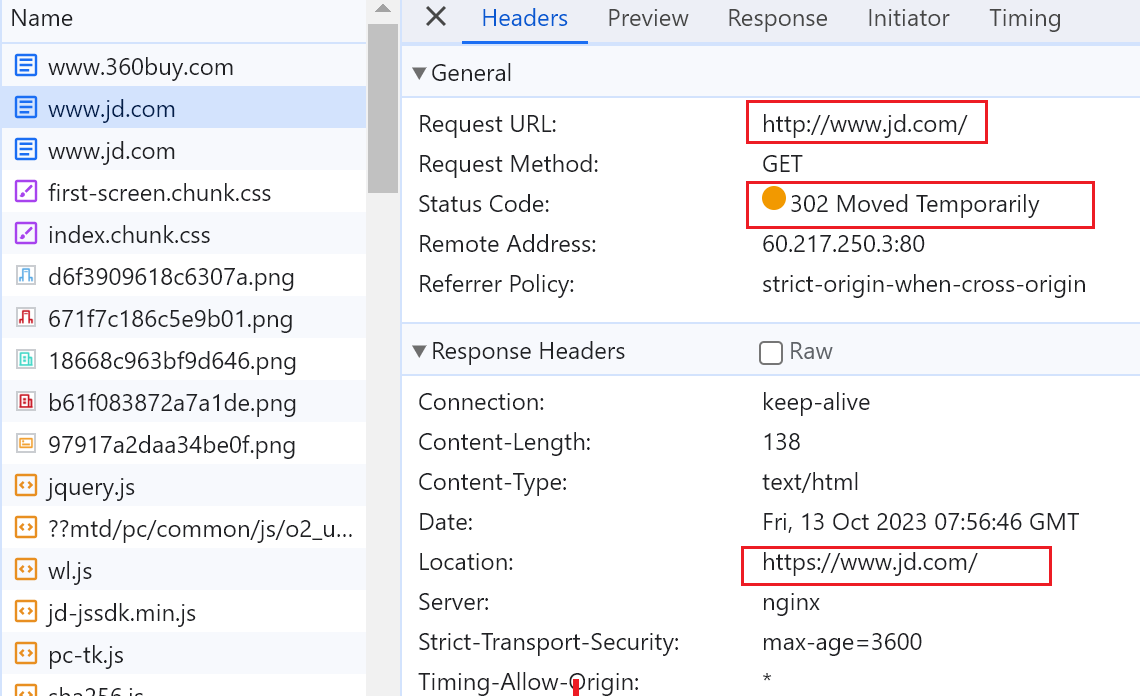 Name
www.360buy.com
www.jd.com
www.jd.com
first-screen.chunk.css
index.chunk.css
d6f3909618c6307a.png
671f7c186c5e9b01.png
18668c963bf9d646.png
b61f083872a7a1de.png
97917a2daa34be0f.png
jquery.js
??mtd/pc/common/js/o2_u...
wl.js
jd-jssdk.min.js
pc-tk.js
sha256.js
Headers Preview Response Initiator Timing
General
Request URL: http://www.jd.com/
Request Method: GET
Status Code: 302 Moved Temporarily
Remote Address: 60.217.250.3:80
Referrer Policy: strict-origin-when-cross-origin
Response Headers Raw
Connection: keep-alive
Content-Length: 138
Content-Type: text/html
Date: Fri, 13 Oct 2023 07:56:46 GMT
Location: https://www.jd.com/
Server: nginx
Strict-Transport-Security: max-age=3600
Timing-Allow-Origin: *